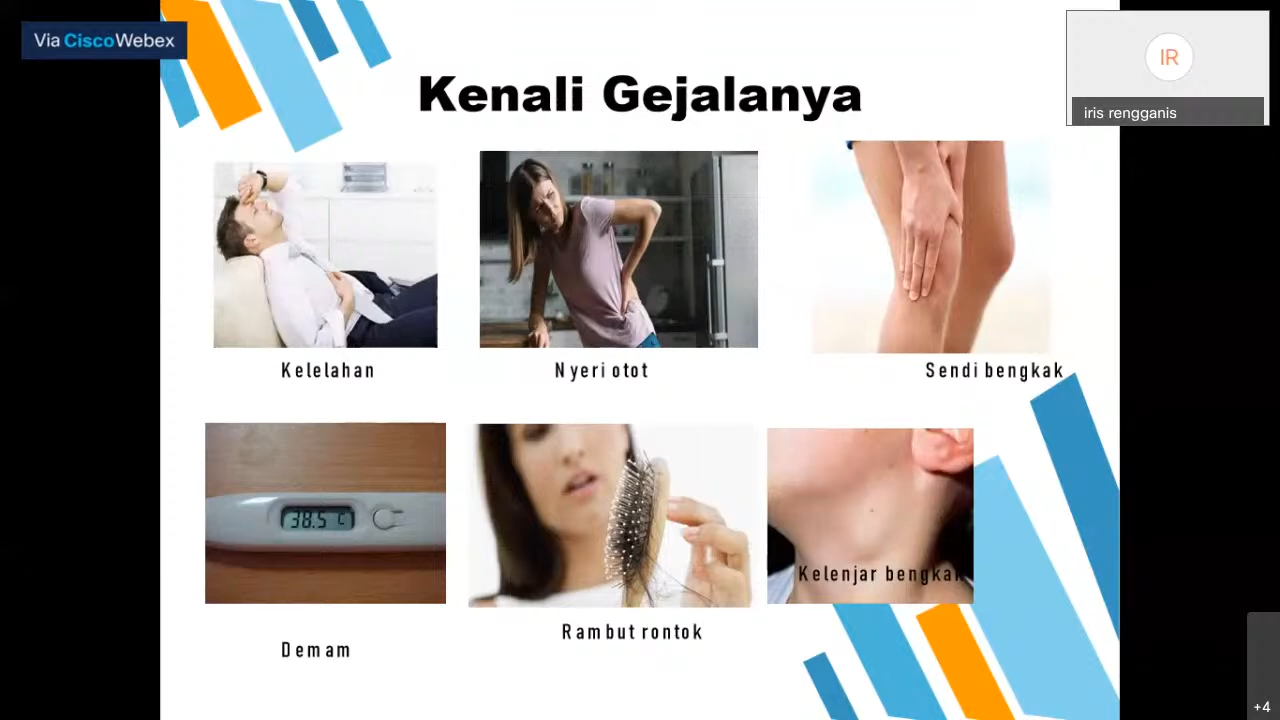 Via CiscoWebex
IR
iris rengganis
Kenali Gejalanya
Kelelahan
Nyeri otot
Sendi bengkak
38.5 C
Kelenjar bengkak
Rambut rontok
Demam
+4